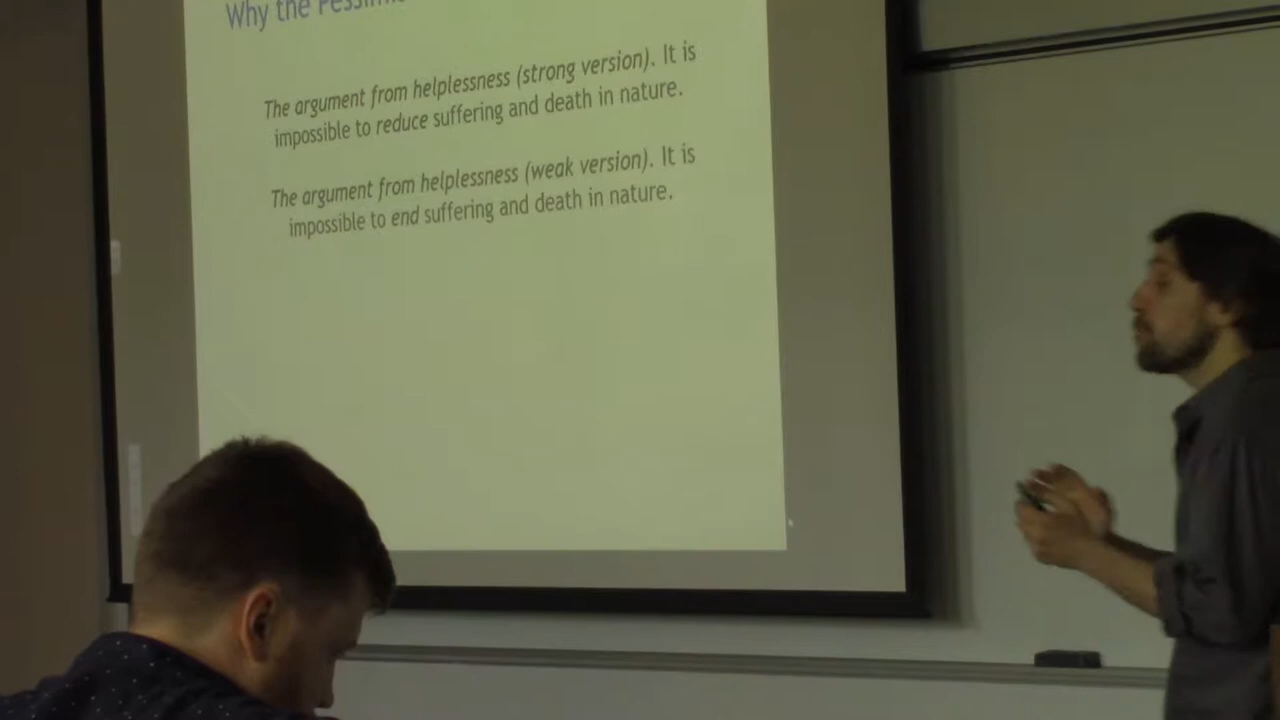 Why the
The argument from helplessness (strong version). It is
impossible to reduce suffering and death in nature.
The argument from helplessness (weak version). It is
impossible to end suffering and death in nature.